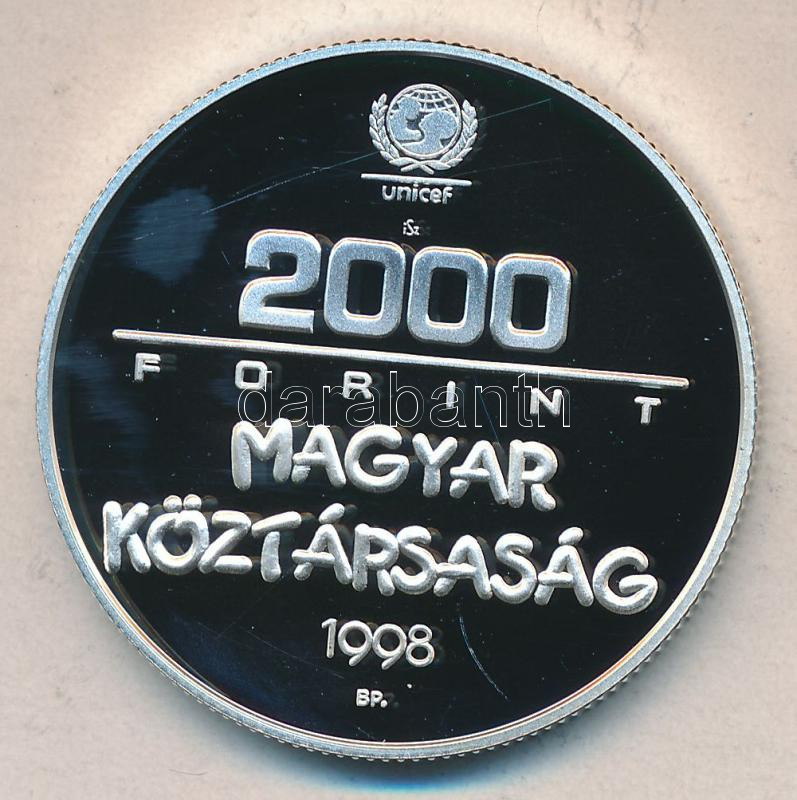 unicef
iSz
2000
FORINT
darabanth
MAGYAR
KÖZTÁRSASÁG
1998
BP.